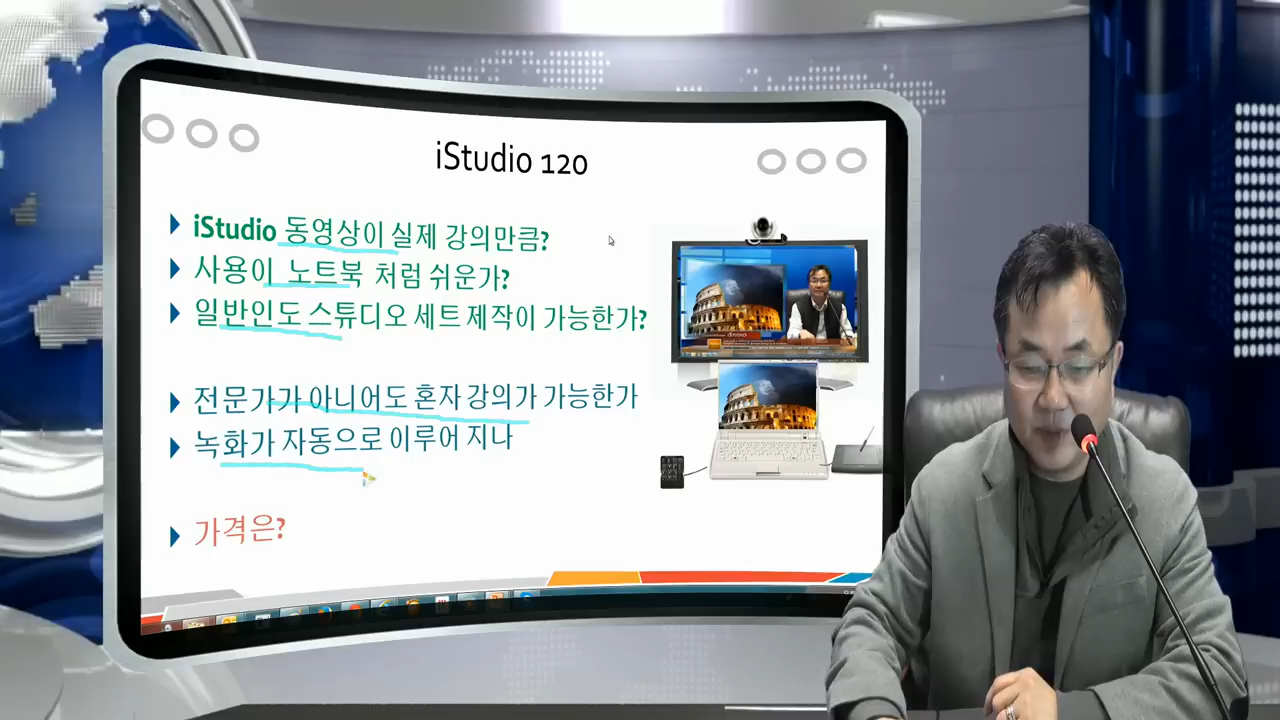 iStudio 120
iStudio 동영상이 실제 강의만큼?
사용이 노트북 처럼 쉬운가?
일반인도 스튜디오 세트 제작이 가능한가?
전문가가 아니어도 혼자 강의가 가능한가
녹화가 자동으로 이루어 지나
가격은?